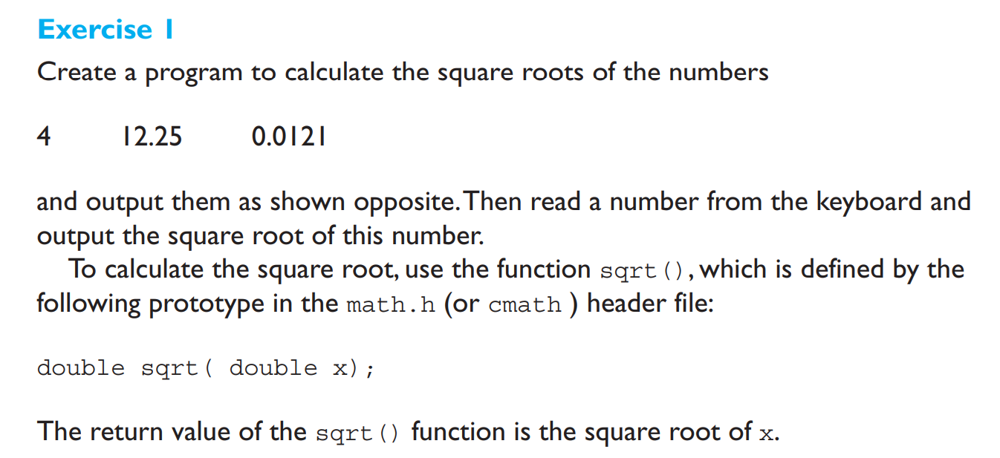 Exercise 1
Create a program to calculate the square roots of the numbers
4 12.25 0.0121
and output them as shown opposite. Then read a number from the keyboard and
output the square root of this number.
To calculate the square root, use the function sqrt(), which is defined by the
following prototype in the math.h (or cmath ) header file:
double sqrt( double x);
The return value of the sqrt() function is the square root of x.